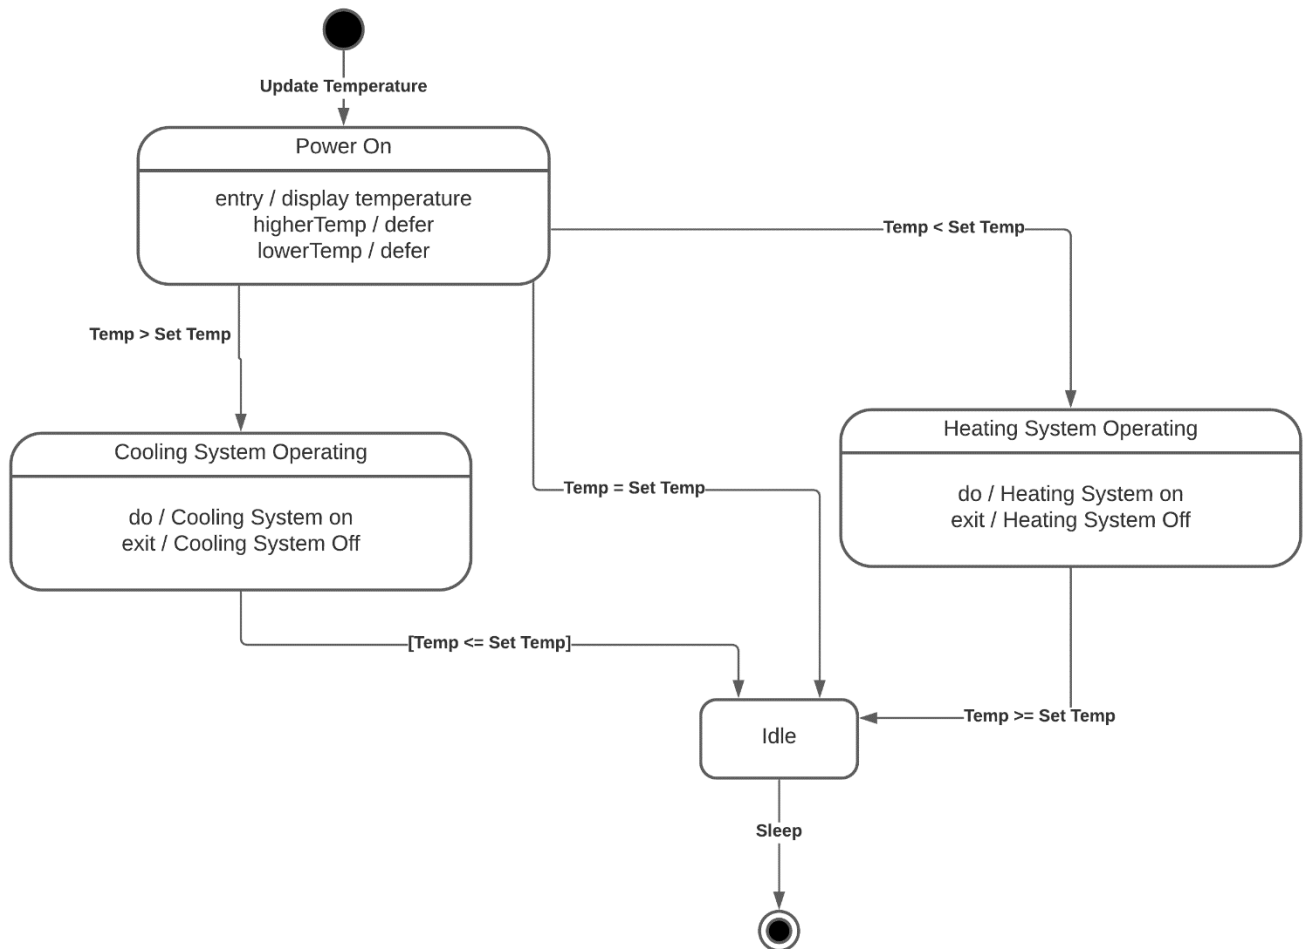 Update Temperature
Power On
entry / display temperature
higherTemp / defer
lowerTemp / defer
Temp < Set Temp
Temp > Set Temp
Cooling System Operating
do / Cooling System on
exit / Cooling System Off
Heating System Operating
do / Heating System on
exit / Heating System Off
Temp = Set Temp
[Temp <= Set Temp]
Temp >= Set Temp
Idle
Sleep